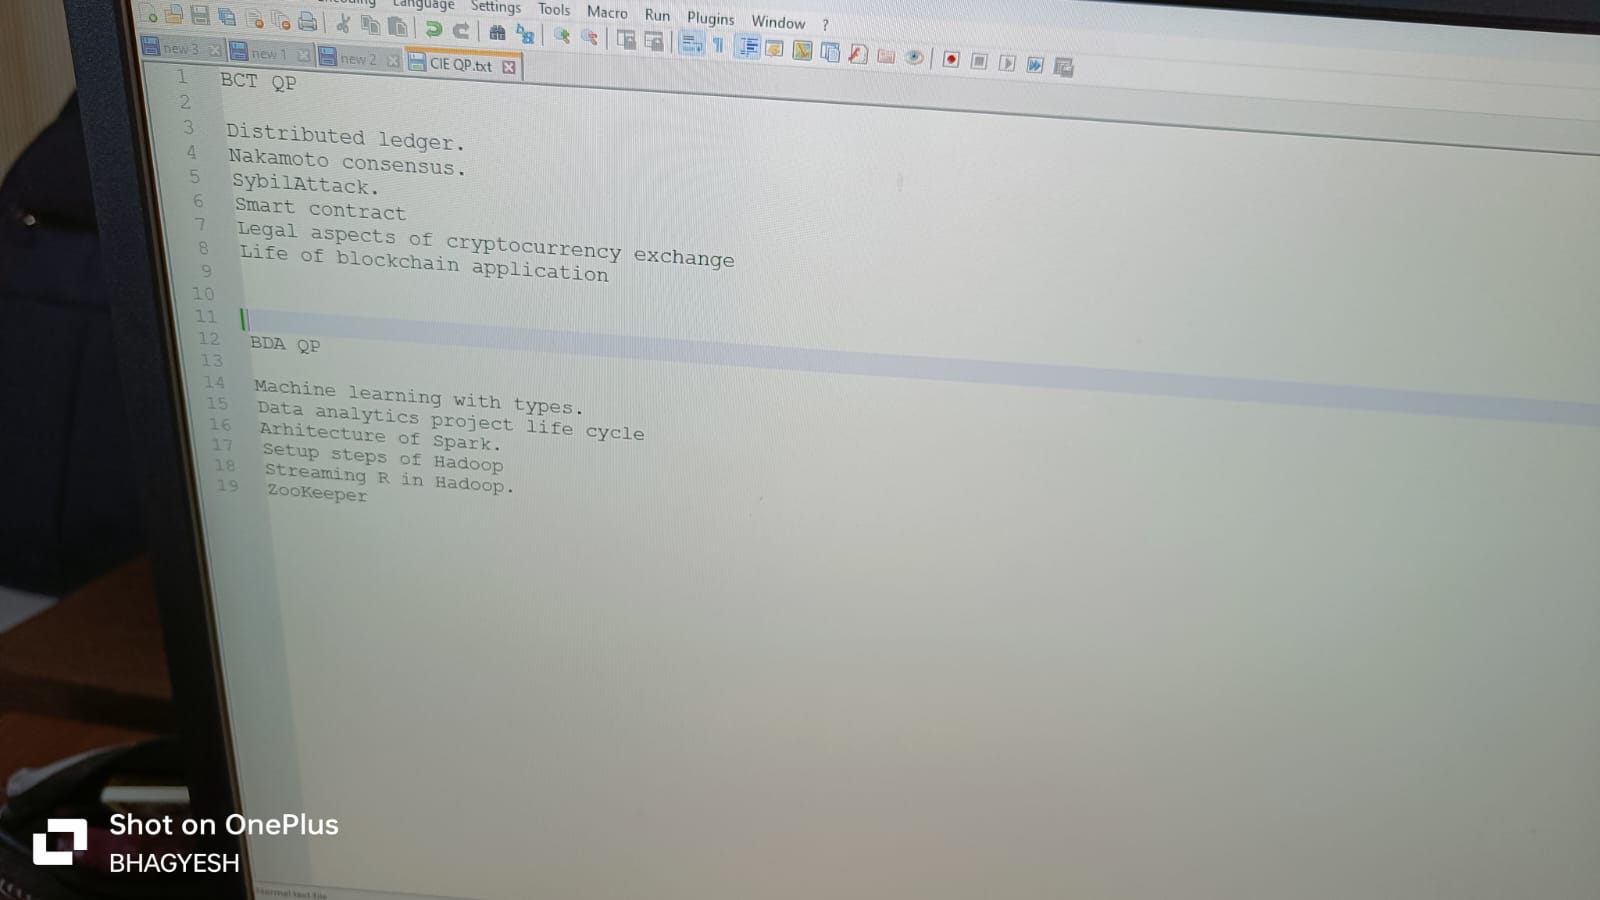 Language Settings Tools Macro Run Plugins Window ?
new 3 new 1 new 2 CIE QP.txt
1 BCT QP
2
3 Distributed ledger.
4 Nakamoto consensus.
5 SybilAttack.
6 Smart contract
7 Legal aspects of cryptocurrency exchange
8 Life of blockchain application
9
10
11
12 BDA QP
13
14 Machine learning with types.
15 Data analytics project life cycle
16 Arhitecture of Spark.
17 Setup steps of Hadoop
18 Streaming R in Hadoop.
19 ZooKeeper
Shot on OnePlus
BHAGYESH
Normal text file